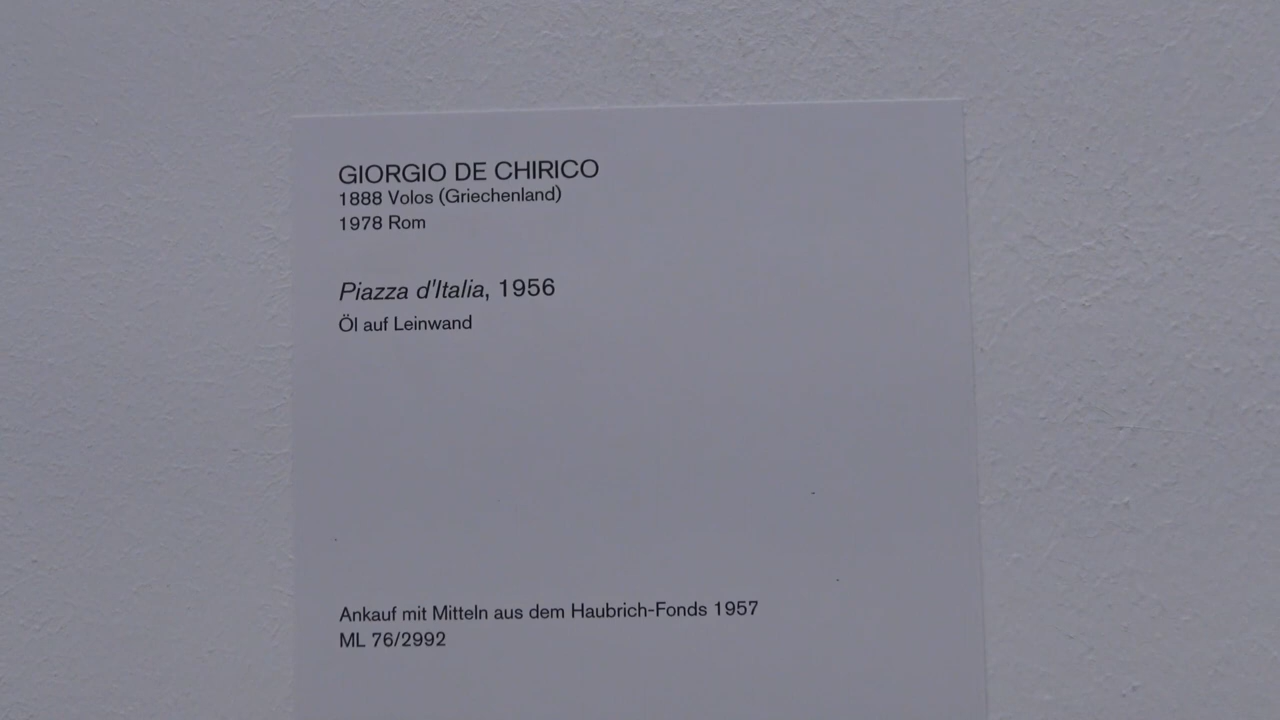 GIORGIO DE CHIRICO
1888 Volos (Griechenland)
1978 Rom
Piazza d'Italia, 1956
Öl auf Leinwand
Ankauf mit Mitteln aus dem Haubrich-Fonds 1957
ML 76/2992